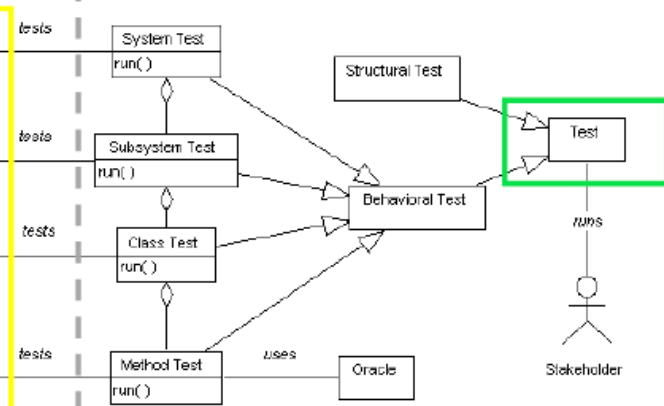 tests
System Test
run( )
Structural Test
Test
tests
Subsystem Test
run( )
Behavioral Test
runs
tests
Class Test
run( )
tests
Method Test
run( )
uses
Oracle
Stakeholder